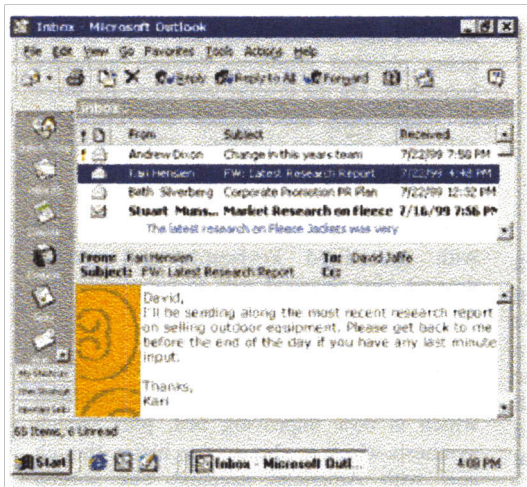 Inbox - Microsoft Outlook
File Edit View Go Favorites Tools Actions Help
Reply Reply to All Forward
Inbox
! From Subject Received
! Andrew Dixon Change in this years team 7/22/99 7:56 PM
Kari Hensien FW: Latest Research Report 7/22/99 4:43 PM
Beth Silverberg Corporate Promotion PR Plan 7/22/99 12:32 PM
Stuart Muns... Market Research on Fleece 7/16/99 7:56 PM
The latest research on Fleece Jackets was very
From: Kari Hensien To: David Jaffe
Subject: FW: Latest Research Report Cc:
David,
I'll be sending along the most recent research report
on selling outdoor equipment. Please get back to me
before the end of the day if you have any last minute
input.
Thanks,
Kari
My Shortcuts
65 Items, 6 Unread
Start Inbox - Microsoft Outl... 4:08 PM